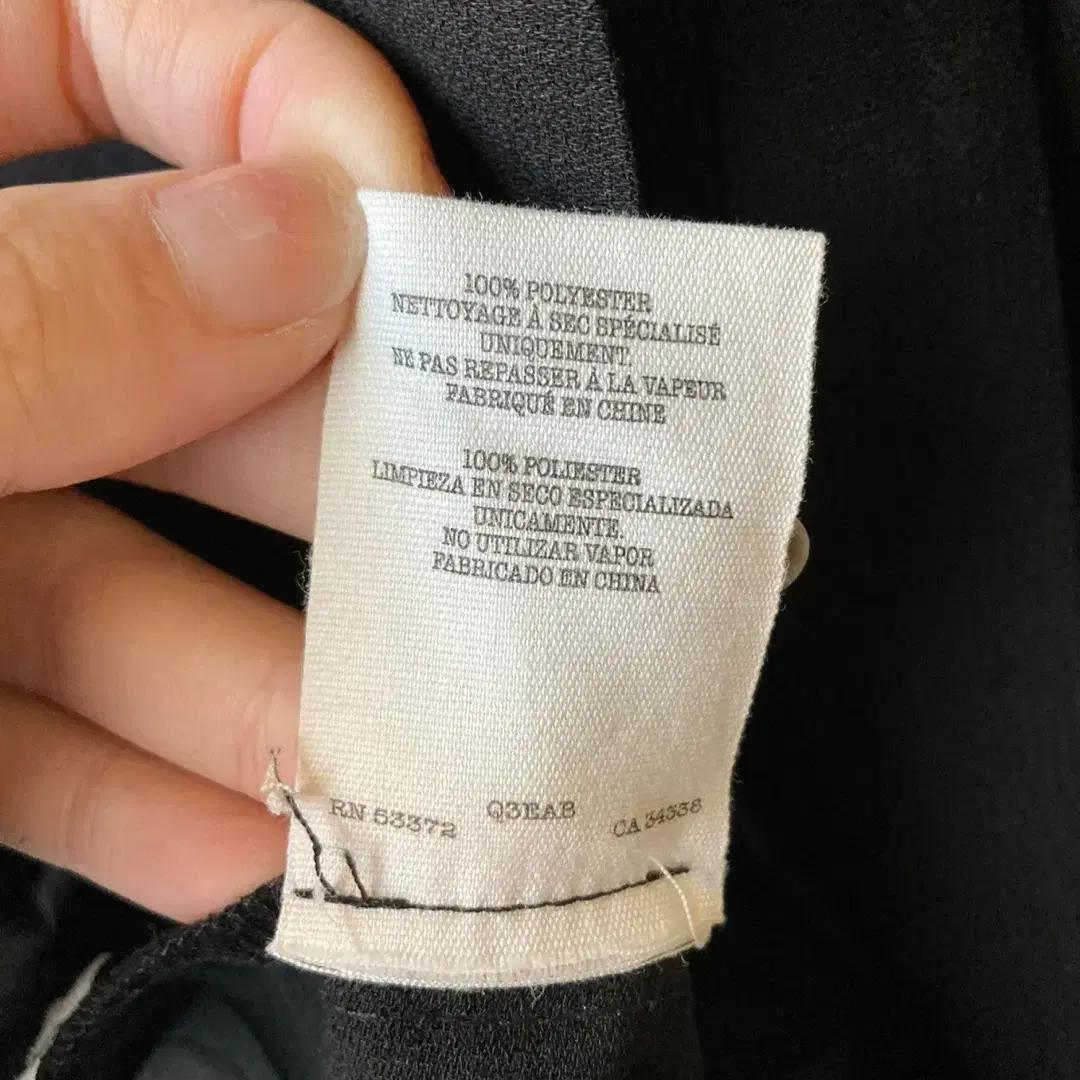 100% POLYESTER
NETTOYAGE À SEC SPÉCIALISÉ
UNIQUEMENT.
NE PAS REPASSER À LA VAPEUR
FABRIQUÉ EN CHINE
100% POLIESTER
LIMPIEZA EN SECO ESPECIALIZADA
UNICAMENTE.
NO UTILIZAR VAPOR
FABRICADO EN CHINA
RN 53372 Q3EAB CA 34338